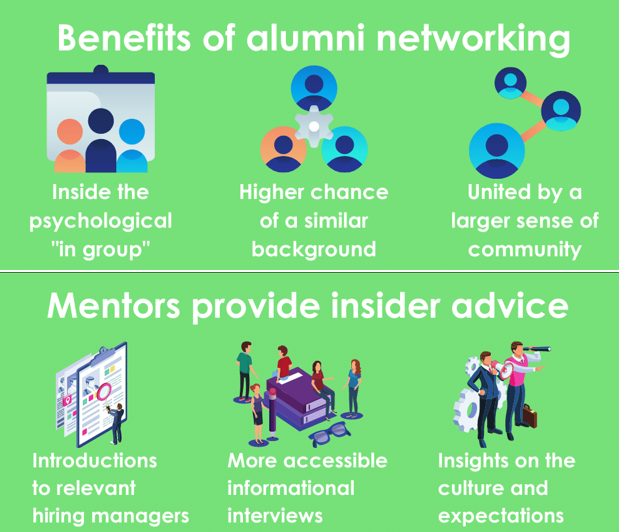 Benefits of alumni networking
Inside the
psychological
"in group"
Higher chance
of a similar
background
United by a
larger sense of
community
Mentors provide insider advice
Introductions
to relevant
hiring managers
More accessible
informational
interviews
Insights on the
culture and
expectations